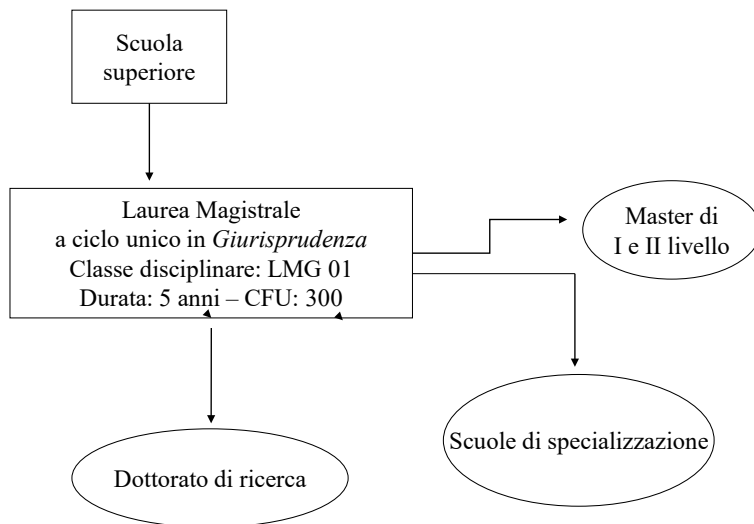 Scuola
superiore
Laurea Magistrale
a ciclo unico in Giurisprudenza
Classe disciplinare: LMG 01
Durata: 5 anni – CFU: 300
Master di
I e II livello
Scuole di specializzazione
Dottorato di ricerca